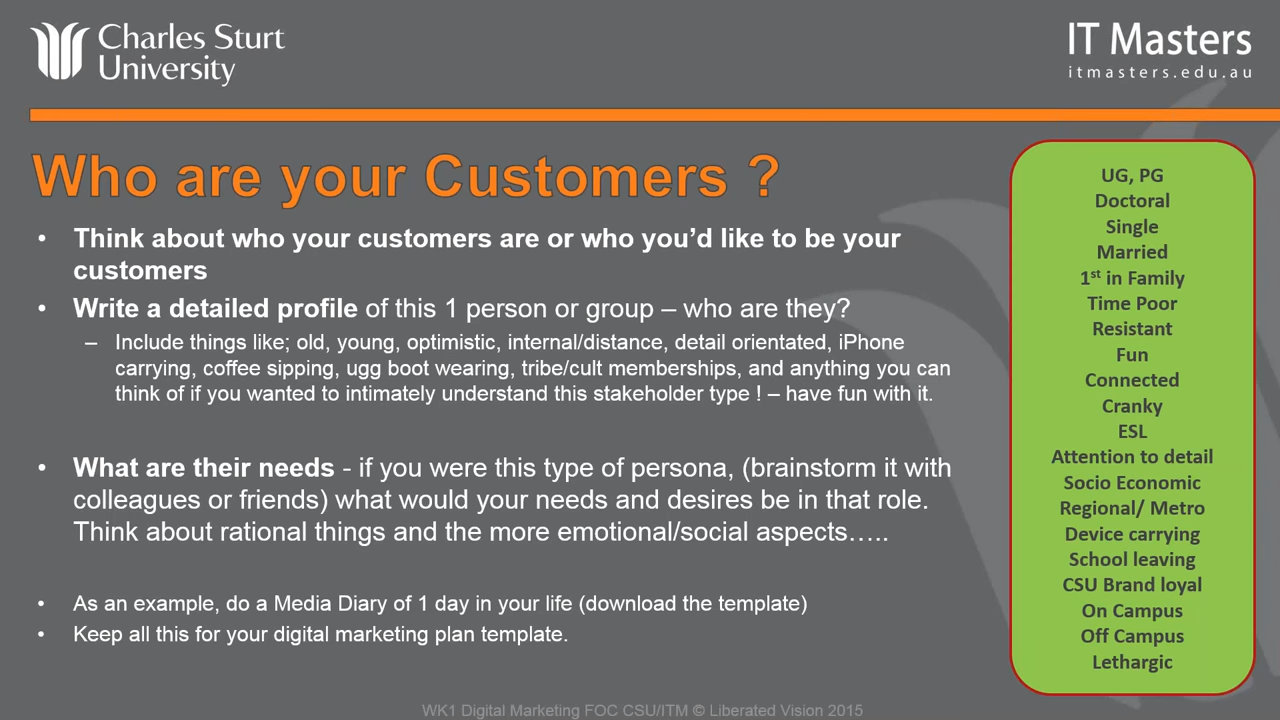 Charles Sturt
University
IT Masters
itmasters.edu.au
Who are your Customers ?
• Think about who your customers are or who you’d like to be your
customers
• Write a detailed profile of this 1 person or group – who are they?
– Include things like; old, young, optimistic, internal/distance, detail orientated, iPhone
carrying, coffee sipping, ugg boot wearing, tribe/cult memberships, and anything you can
think of if you wanted to intimately understand this stakeholder type ! – have fun with it.
• What are their needs - if you were this type of persona, (brainstorm it with
colleagues or friends) what would your needs and desires be in that role.
Think about rational things and the more emotional/social aspects…..
• As an example, do a Media Diary of 1 day in your life (download the template)
• Keep all this for your digital marketing plan template.
UG, PG
Doctoral
Single
Married
1st in Family
Time Poor
Resistant
Fun
Connected
Cranky
ESL
Attention to detail
Socio Economic
Regional/ Metro
Device carrying
School leaving
CSU Brand loyal
On Campus
Off Campus
Lethargic
WK1 Digital Marketing FOC CSU/ITM © Liberated Vision 2015